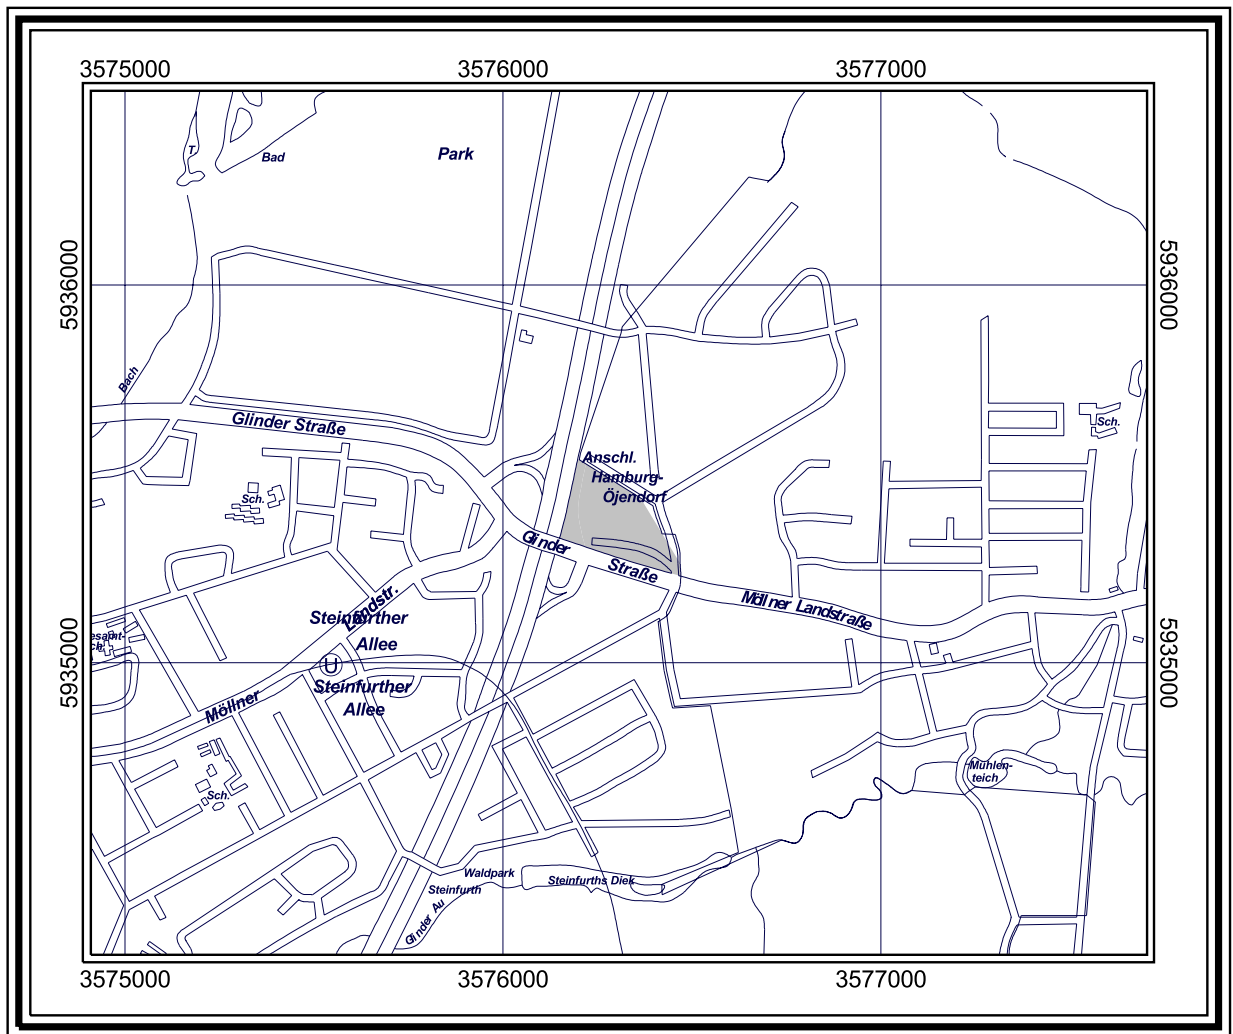 3575000 3576000 3577000
T
Bad
Park
5936000
5936000
Bach
Glinder Straße
Sch.
Anschl.
Hamburg-
Öjendorf
Sch.
Glinder
Straße
Möllner Landstraße
Landstr.
Steinfurther
Allee
esamt-
ch.
U
Steinfurther
Allee
Möllner
5935000
5935000
Sch.
Mühlen-
teich
Waldpark
Steinfurth
Steinfurths Diek
Glinder Au
3575000 3576000 3577000